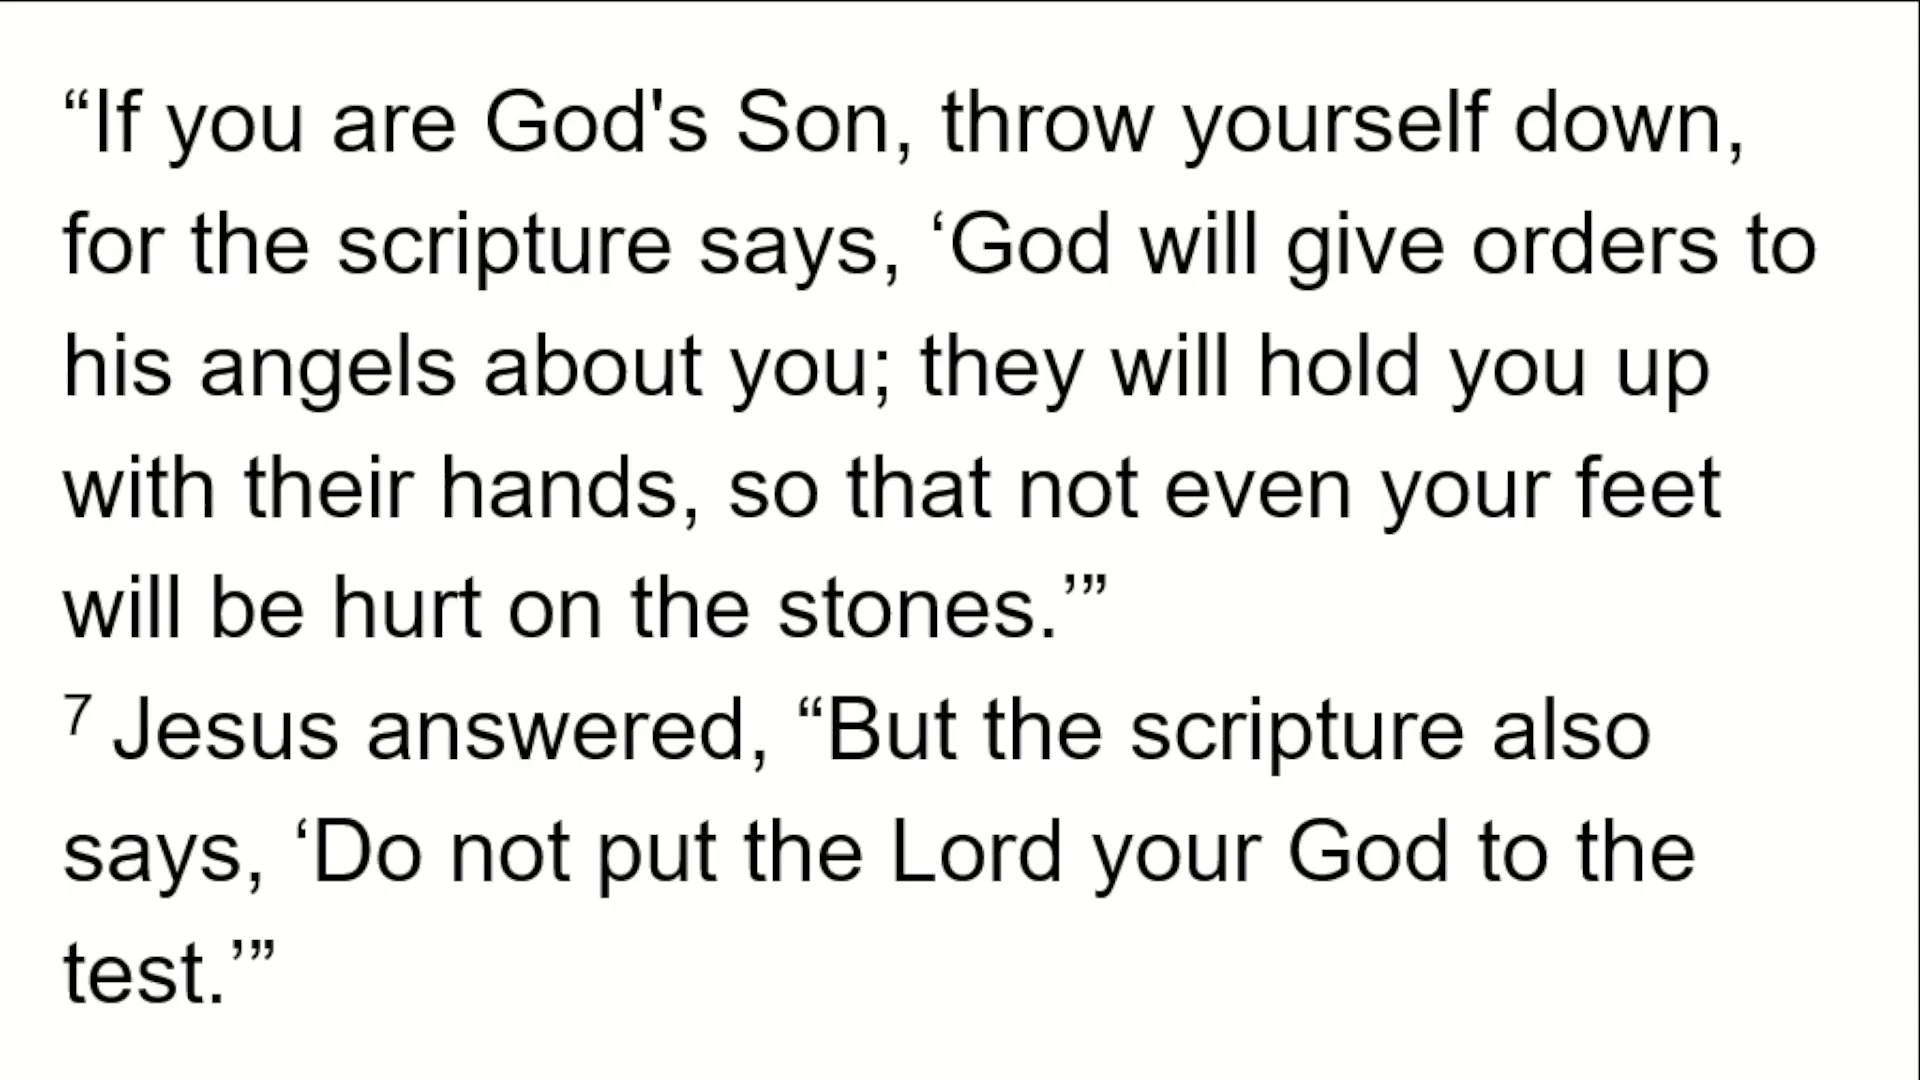 “If you are God's Son, throw yourself down,
for the scripture says, ‘God will give orders to
his angels about you; they will hold you up
with their hands, so that not even your feet
will be hurt on the stones.’”
7 Jesus answered, “But the scripture also
says, ‘Do not put the Lord your God to the
test.’”